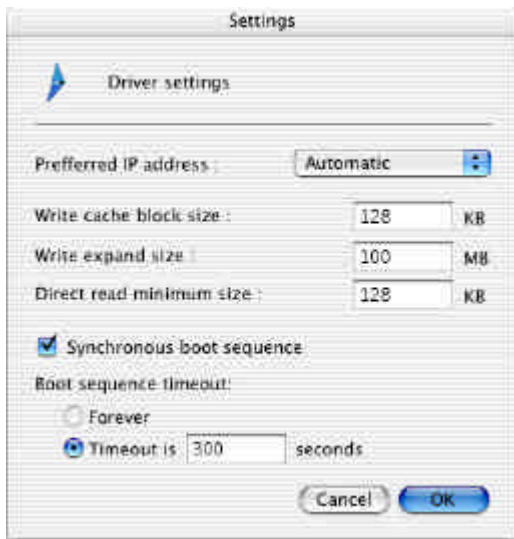 Settings
Driver settings
Prefferred IP address : Automatic
Write cache block size : 128 KB
Write expand size : 100 MB
Direct read minimum size : 128 KB
Synchronous boot sequence
Boot sequence timeout:
Forever
Timeout is 300 seconds
Cancel OK